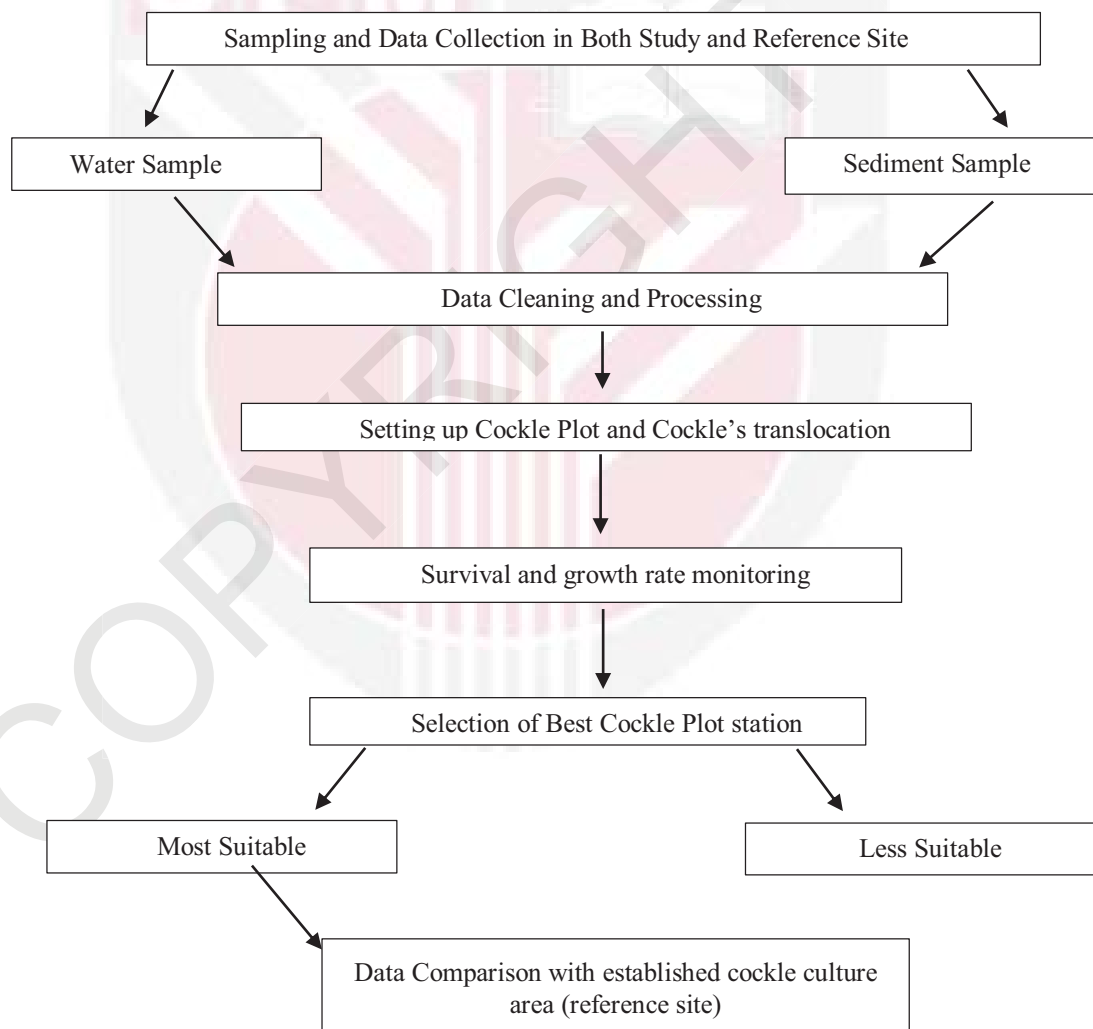 Sampling and Data Collection in Both Study and Reference Site
Water Sample
Sediment Sample
Data Cleaning and Processing
Setting up Cockle Plot and Cockle’s translocation
Survival and growth rate monitoring
Selection of Best Cockle Plot station
Most Suitable
Less Suitable
Data Comparison with established cockle culture
area (reference site)
COPYRIGHT